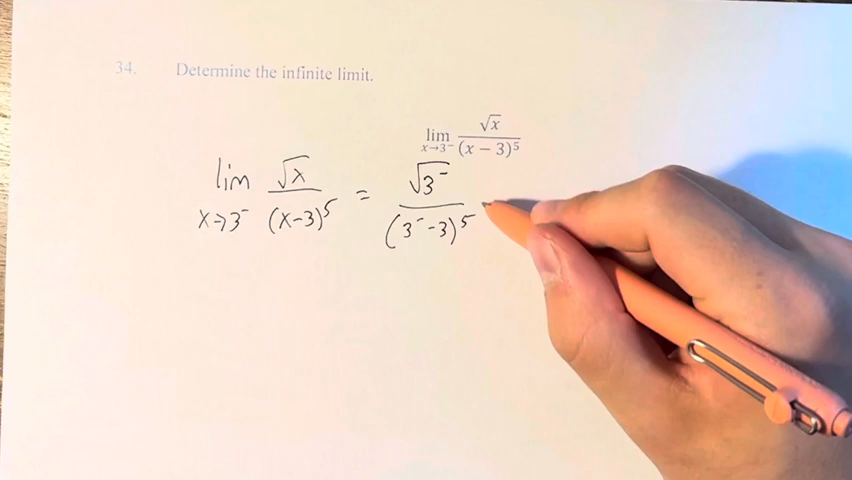 34. Determine the infinite limit.
lim x→3⁻ √x / (x − 3)⁵
lim x→3⁻ √x / (x-3)⁵ = √3⁻ / (3⁻-3)⁵